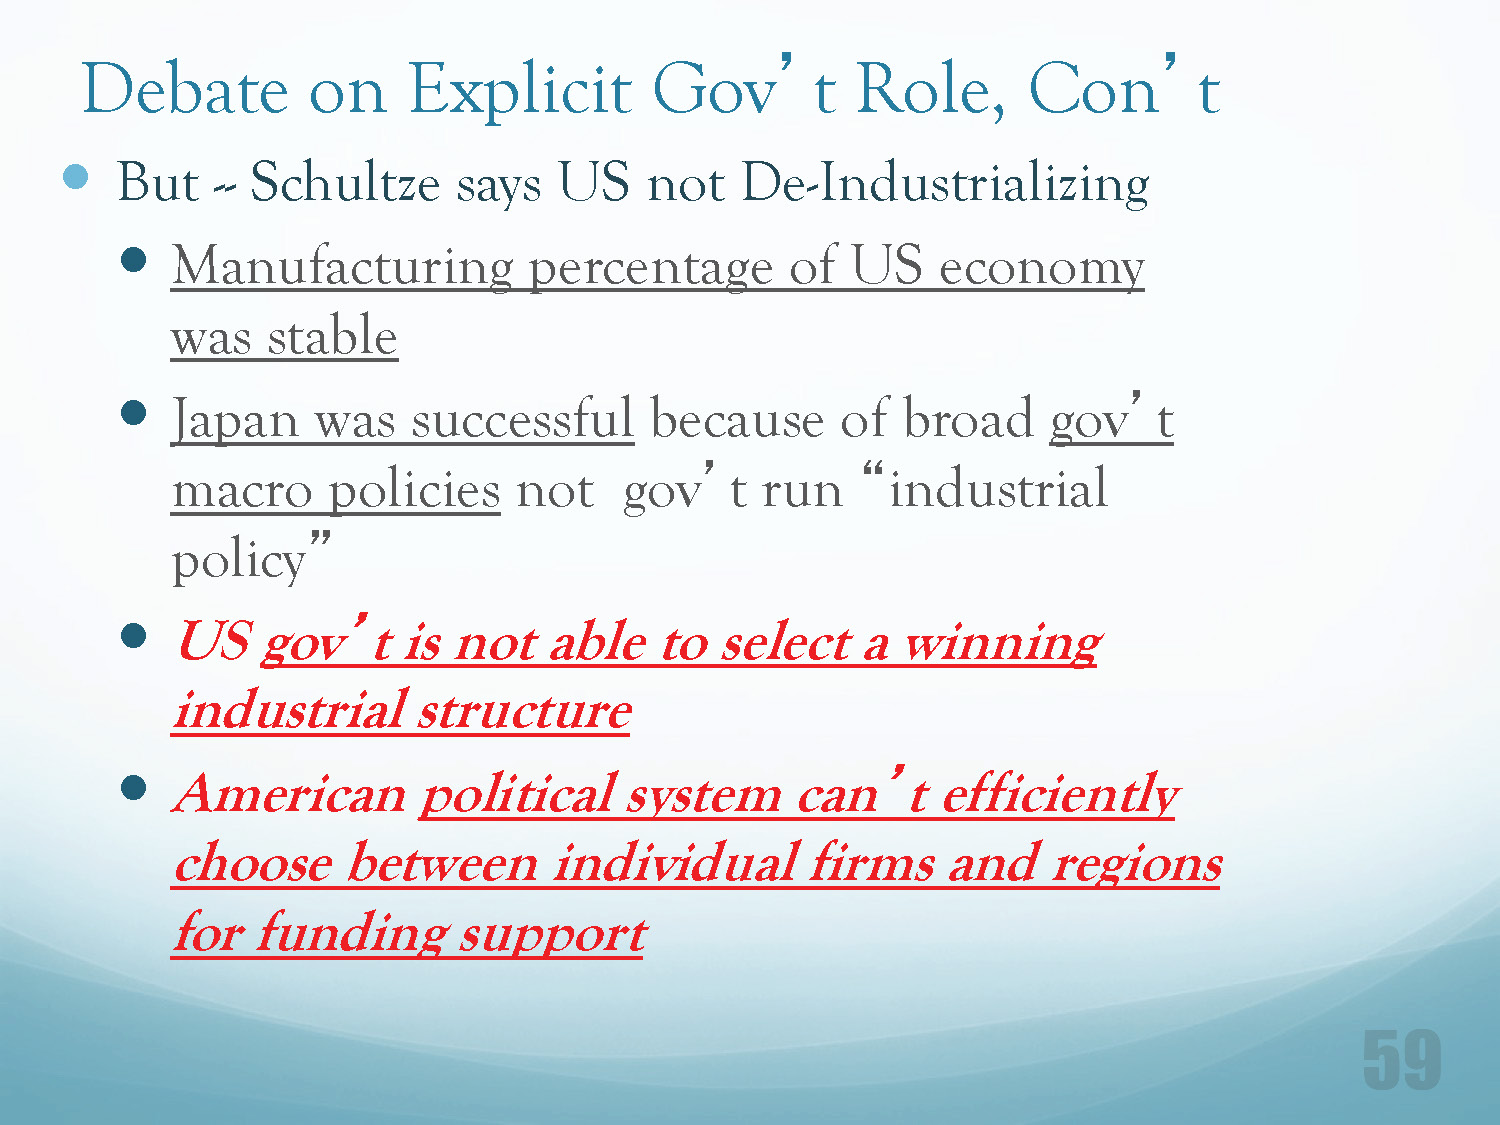 Debate on Explicit Gov’t Role, Con’t
• But -- Schultze says US not De-Industrializing
• Manufacturing percentage of US economy
was stable
• Japan was successful because of broad gov’t
macro policies not gov’t run “industrial
policy”
• US gov’t is not able to select a winning
industrial structure
• American political system can’t efficiently
choose between individual firms and regions
for funding support
59